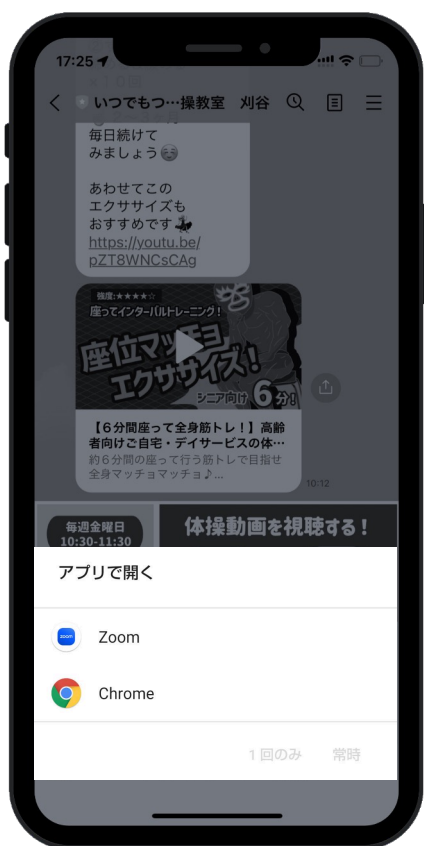 17:25
いつでもつ…操教室 刈谷
毎日続けて
みましょう
あわせてこの
エクササイズも
おすすめです
https://youtu.be/
pZT8WNCsCAg
強度:★★★★☆
座ってインターバルトレーニング！
座位マッチョ
エクササイズ！
シニア向け 6分！
【６分間座って全身筋トレ！】高齢
者向けご自宅・デイサービスの体…
約６分間の座って行う筋トレで目指せ
全身マッチョマッチョ♪...
10:12
毎週金曜日
10:30-11:30
体操動画を視聴する！
アプリで開く
zoom
Zoom
Chrome
1 回のみ 常時